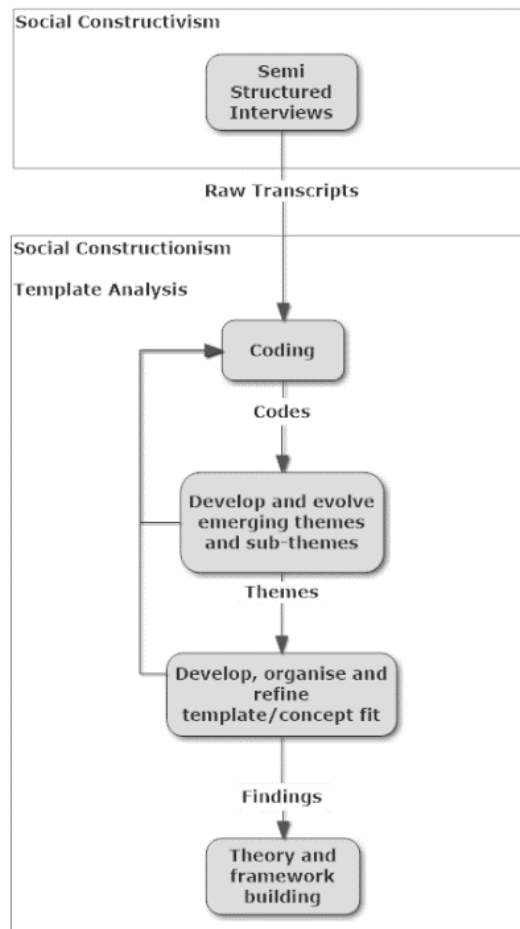 Social Constructivism
Semi
Structured
Interviews
Raw Transcripts
Social Constructionism
Template Analysis
Coding
Codes
Develop and evolve
emerging themes
and sub-themes
Themes
Develop, organise and
refine
template/concept fit
Findings
Theory and
framework
building